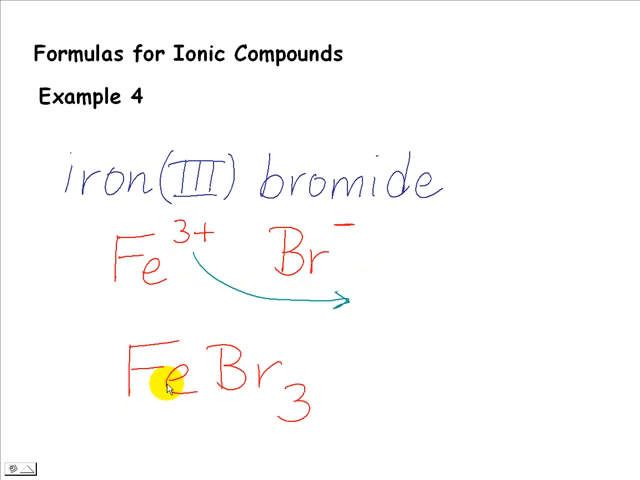 Formulas for Ionic Compounds
Example 4
iron(III) bromide
Fe³⁺ Br⁻
FeBr₃